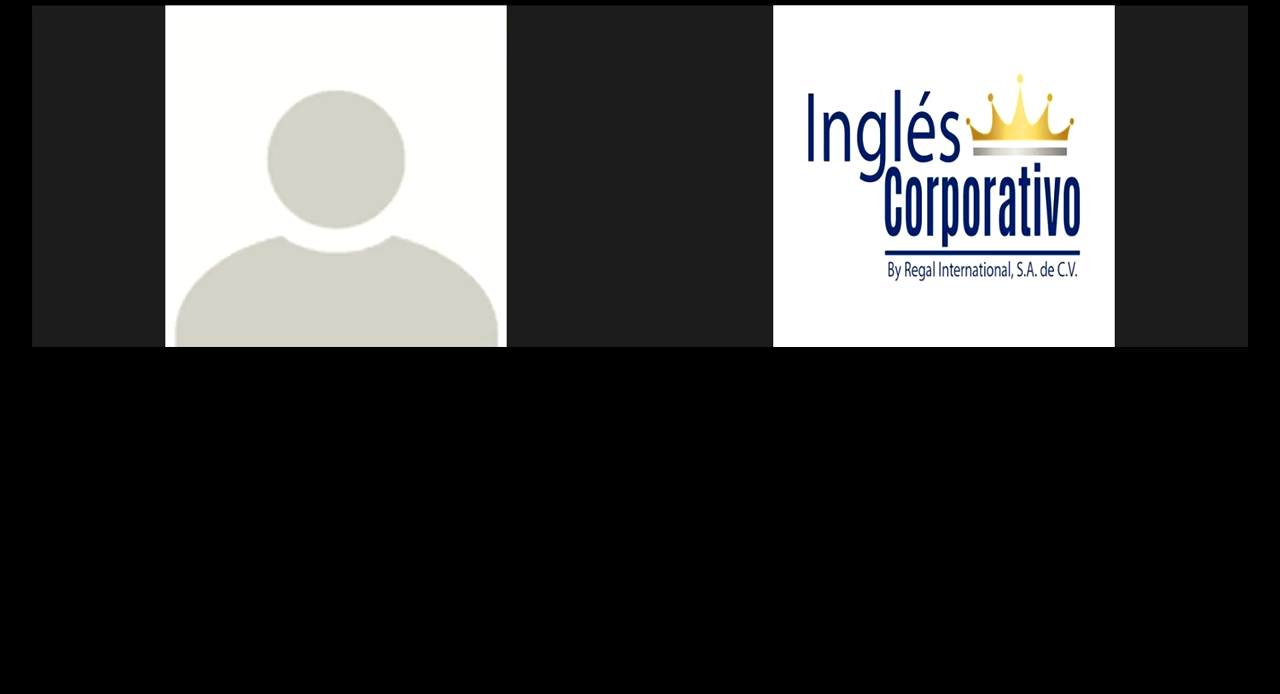 Inglés
Corporativo
By Regal International, S.A. de C.V.